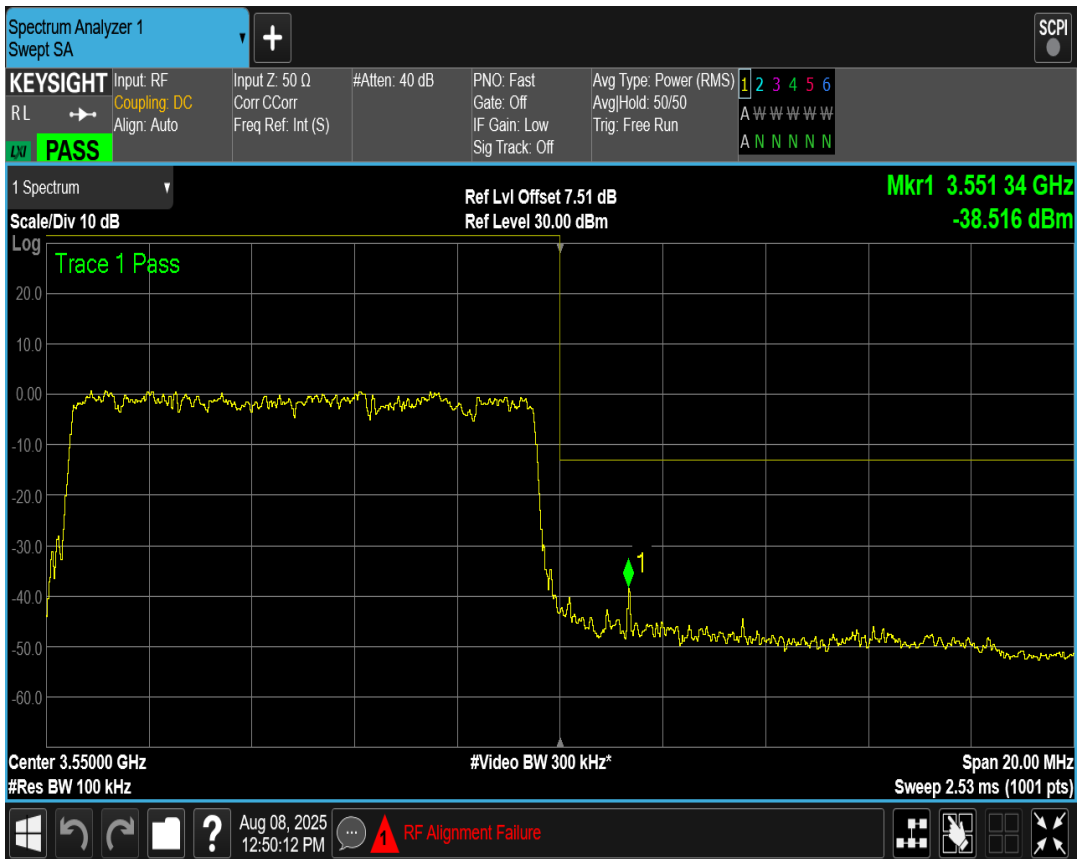 Spectrum Analyzer 1
Swept SA
+
SCPI
KEYSIGHT
R L
LXI PASS
Input: RF
Coupling: DC
Align: Auto
Input Z: 50 Ω
Corr CCorr
Freq Ref: Int (S)
#Atten: 40 dB
PNO: Fast
Gate: Off
IF Gain: Low
Sig Track: Off
Avg Type: Power (RMS)
Avg|Hold: 50/50
Trig: Free Run
1 2 3 4 5 6
A W W W W W
A N N N N N
1 Spectrum
Scale/Div 10 dB
Ref Lvl Offset 7.51 dB
Ref Level 30.00 dBm
Mkr1 3.551 34 GHz
-38.516 dBm
Log
Trace 1 Pass
20.0
10.0
0.00
-10.0
-20.0
-30.0
-40.0
-50.0
-60.0
1
Center 3.55000 GHz
#Res BW 100 kHz
#Video BW 300 kHz*
Span 20.00 MHz
Sweep 2.53 ms (1001 pts)
?
Aug 08, 2025
12:50:12 PM
1
RF Alignment Failure